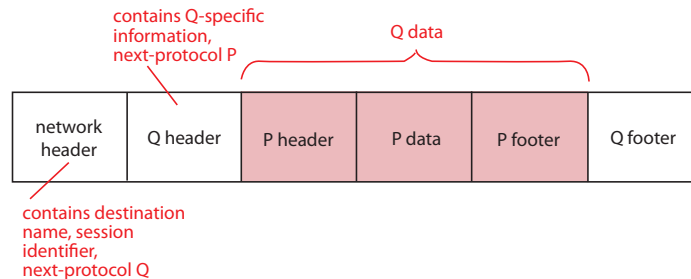 contains Q-specific
information,
next-protocol P
Q data
network
header
Q header
P header
P data
P footer
Q footer
contains destination
name, session
identifier,
next-protocol Q